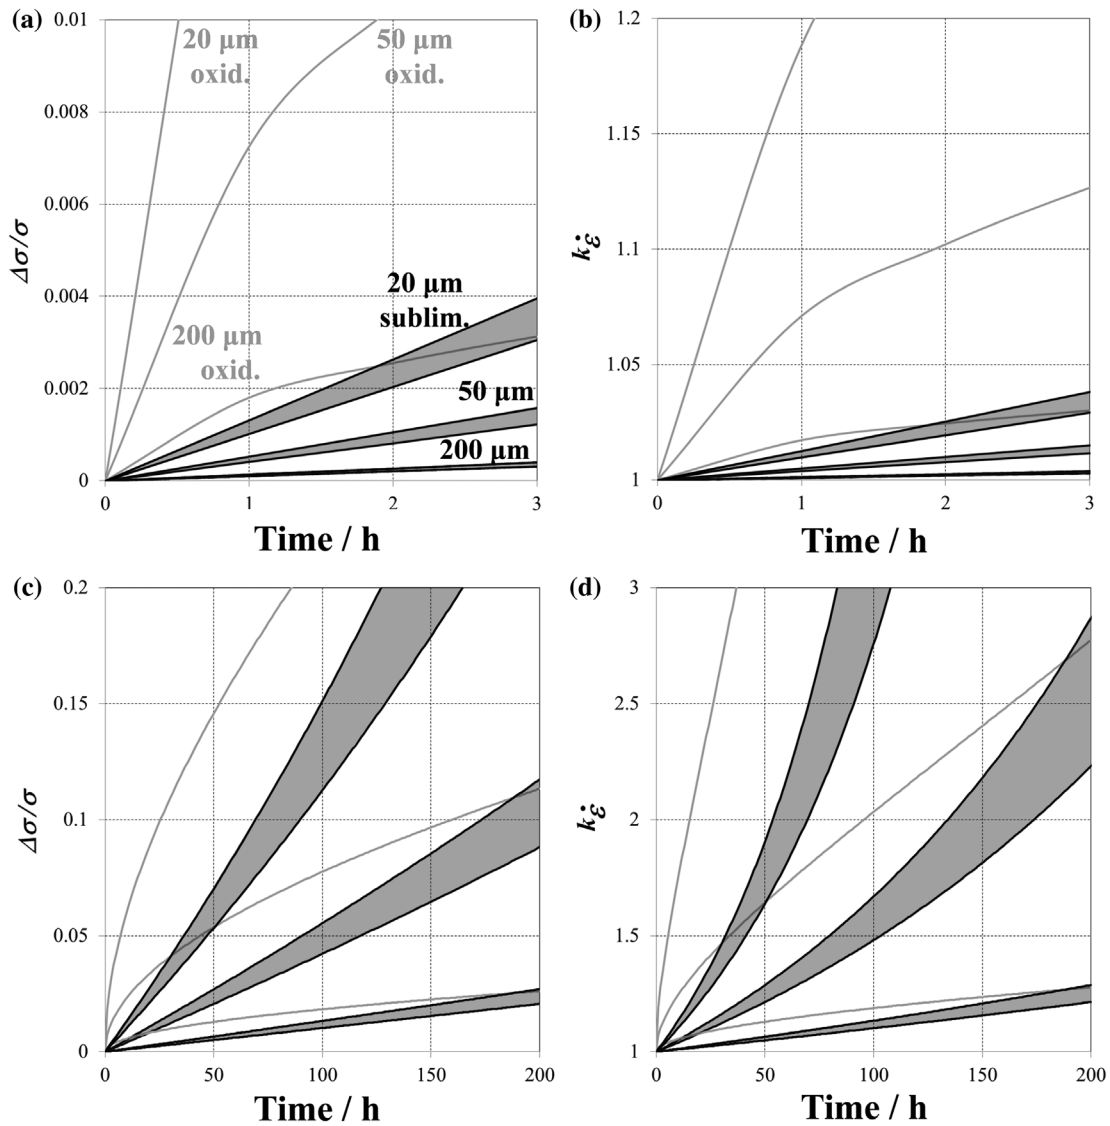 (a)
0.01
0.008
0.006
0.004
0.002
0
Δσ/σ
20 µm
oxid.
50 µm
oxid.
200 µm
oxid.
20 µm
sublim.
50 µm
200 µm
0 1 2 3
Time / h
(b)
1.2
1.15
1.1
1.05
1
kε̇
0 1 2 3
Time / h
(c)
0.2
0.15
0.1
0.05
0
Δσ/σ
0 50 100 150 200
Time / h
(d)
3
2.5
2
1.5
1
kε̇
0 50 100 150 200
Time / h